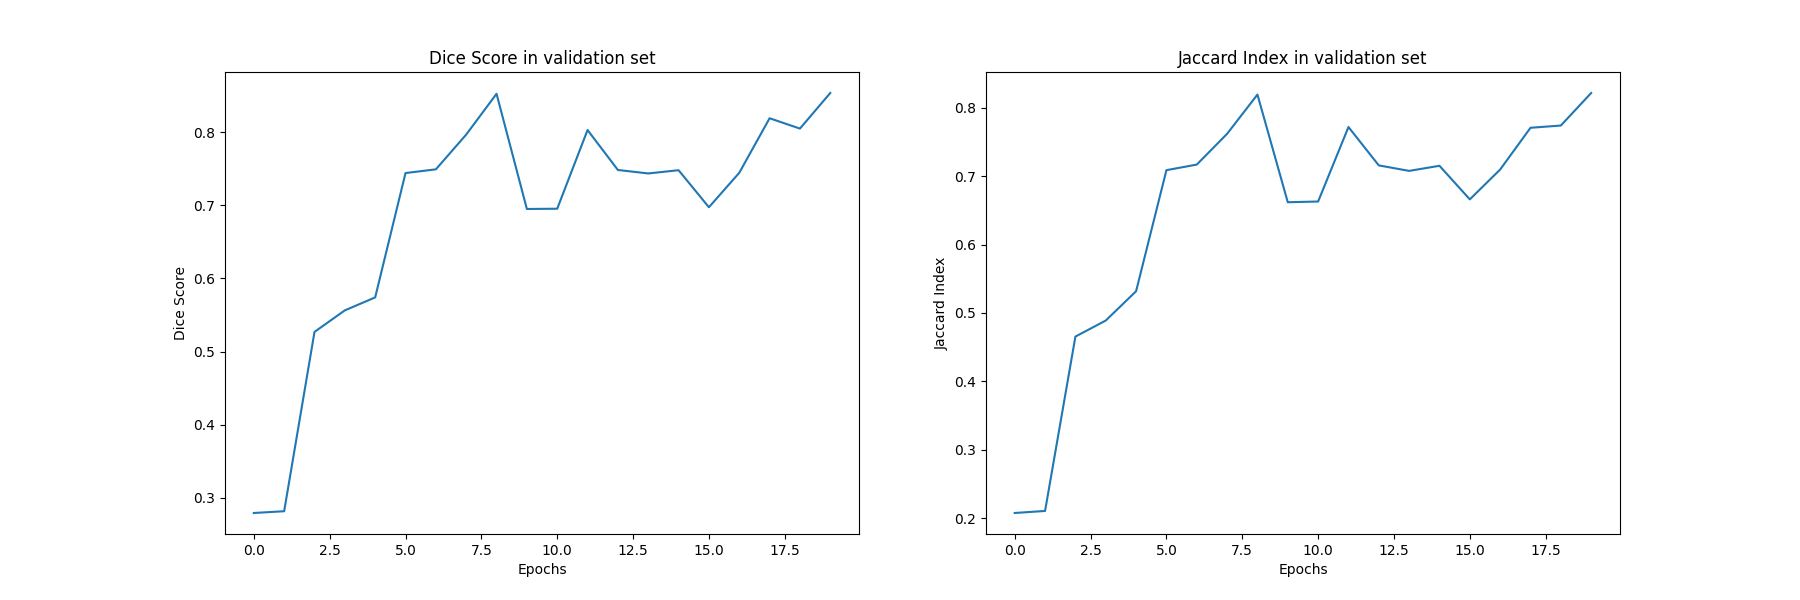 Dice Score in validation set
Dice Score
0.8
0.7
0.6
0.5
0.4
0.3
0.0 2.5 5.0 7.5 10.0 12.5 15.0 17.5
Epochs
Jaccard Index in validation set
Jaccard Index
0.8
0.7
0.6
0.5
0.4
0.3
0.2
0.0 2.5 5.0 7.5 10.0 12.5 15.0 17.5
Epochs